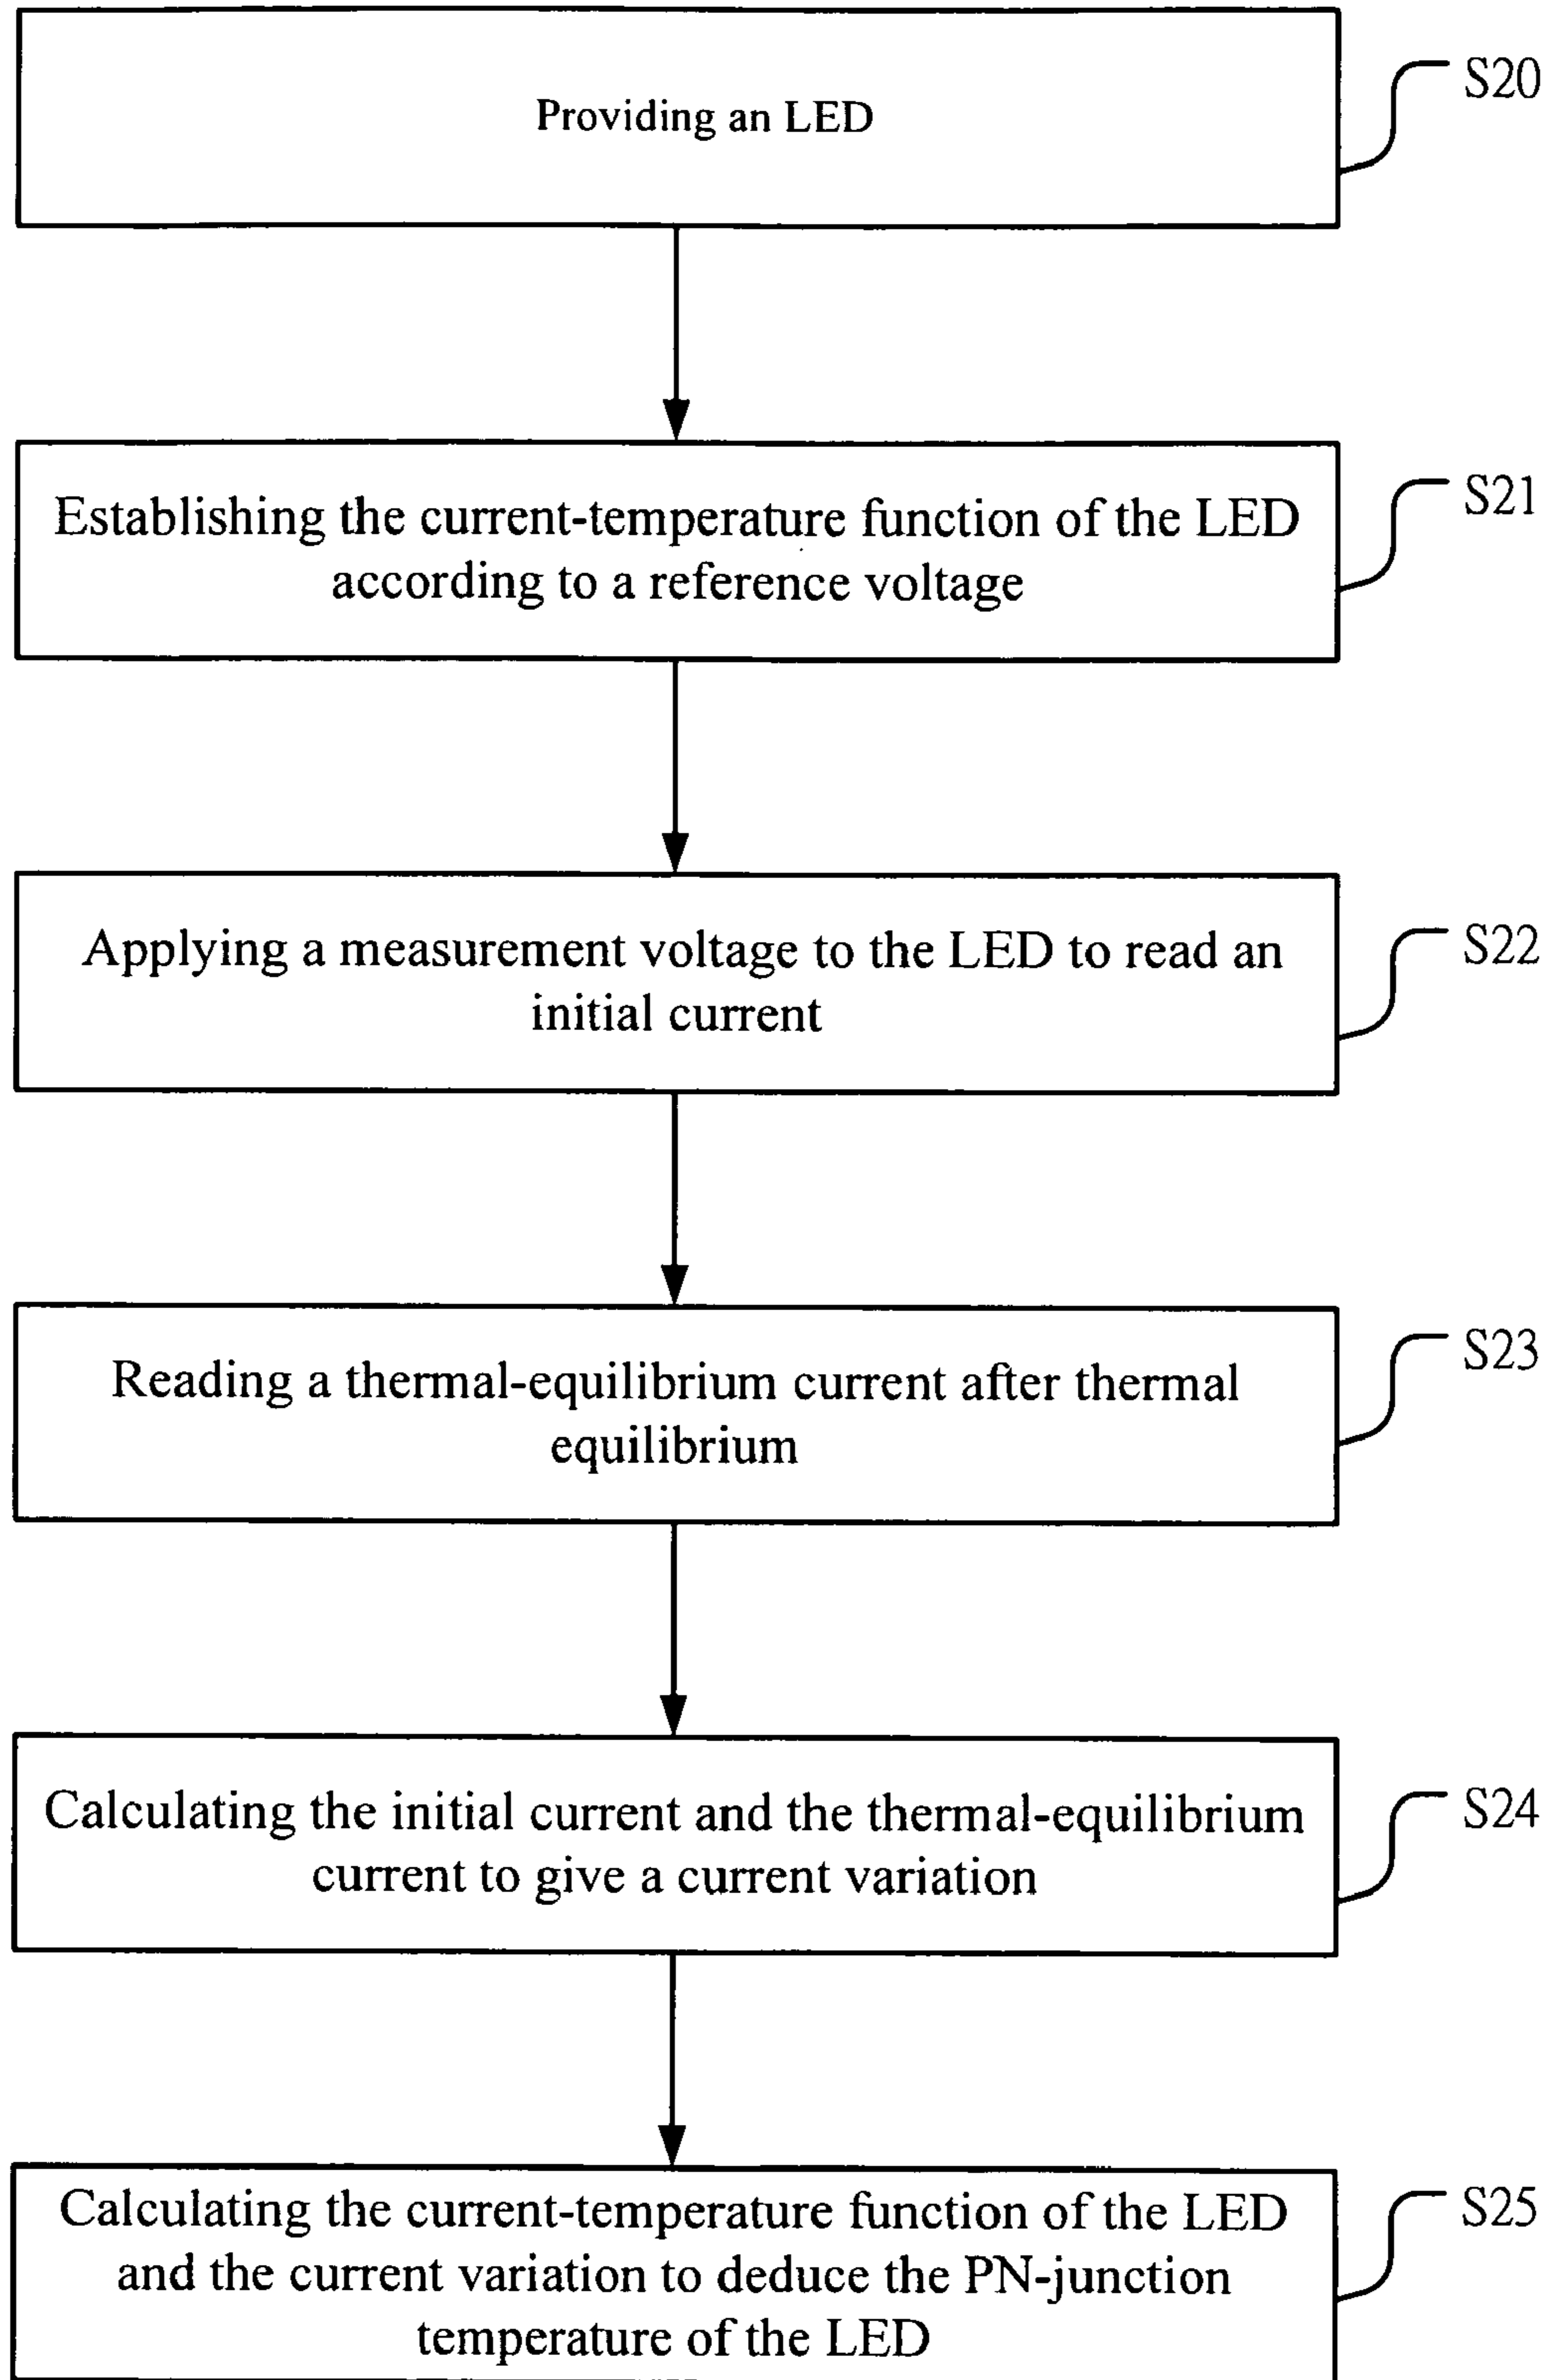 Providing an LED
S20
Establishing the current-temperature function of the LED
according to a reference voltage
S21
Applying a measurement voltage to the LED to read an
initial current
S22
Reading a thermal-equilibrium current after thermal
equilibrium
S23
Calculating the initial current and the thermal-equilibrium
current to give a current variation
S24
Calculating the current-temperature function of the LED
and the current variation to deduce the PN-junction
temperature of the LED
S25